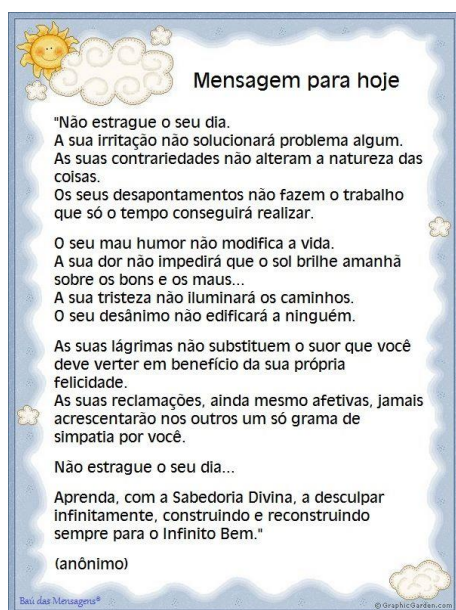 Mensagem para hoje
"Não estrague o seu dia.
A sua irritação não solucionará problema algum.
As suas contrariedades não alteram a natureza das
coisas.
Os seus desapontamentos não fazem o trabalho
que só o tempo conseguirá realizar.
O seu mau humor não modifica a vida.
A sua dor não impedirá que o sol brilhe amanhã
sobre os bons e os maus...
A sua tristeza não iluminará os caminhos.
O seu desânimo não edificará a ninguém.
As suas lágrimas não substituem o suor que você
deve verter em benefício da sua própria
felicidade.
As suas reclamações, ainda mesmo afetivas, jamais
acrescentarão nos outros um só grama de
simpatia por você.
Não estrague o seu dia...
Aprenda, com a Sabedoria Divina, a desculpar
infinitamente, construindo e reconstruindo
sempre para o Infinito Bem."
(anônimo)
Baú das Mensagens®
© GraphicGarden.com